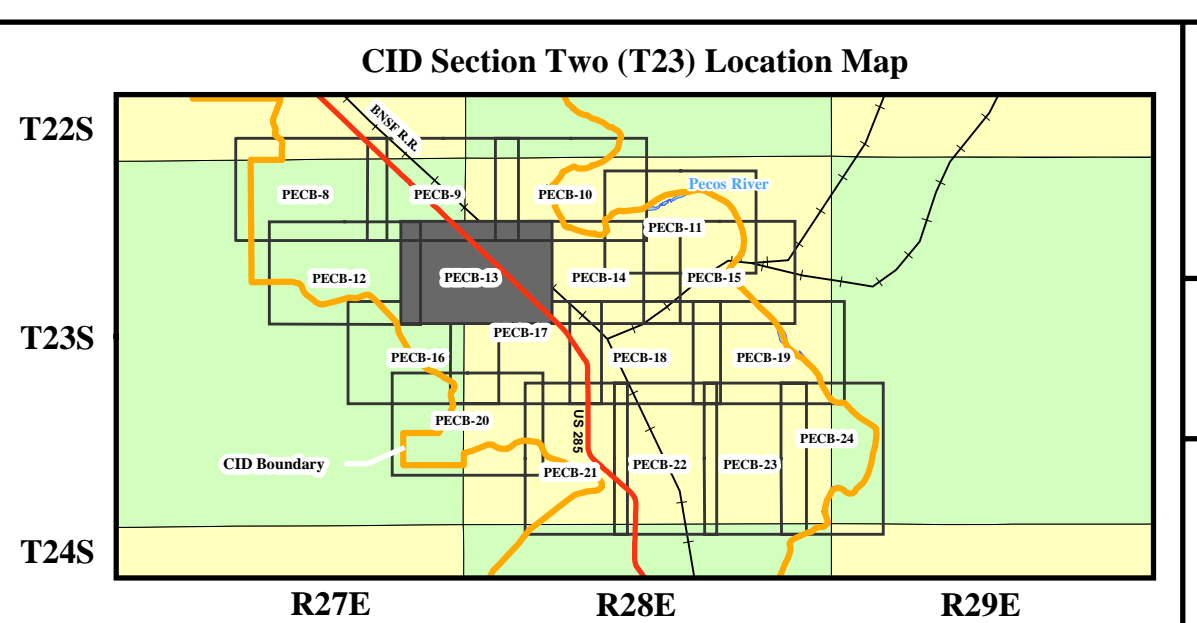 CID Section Two (T23) Location Map
T22S
BNSF R.R.
PECB-8
PECB-9
PECB-10
Pecos River
PECB-11
PECB-12
PECB-13
PECB-14
PECB-15
T23S
PECB-16
PECB-17
PECB-18
PECB-19
PECB-20
US 285
PECB-24
CID Boundary
PECB-21
PECB-22
PECB-23
T24S
R27E
R28E
R29E